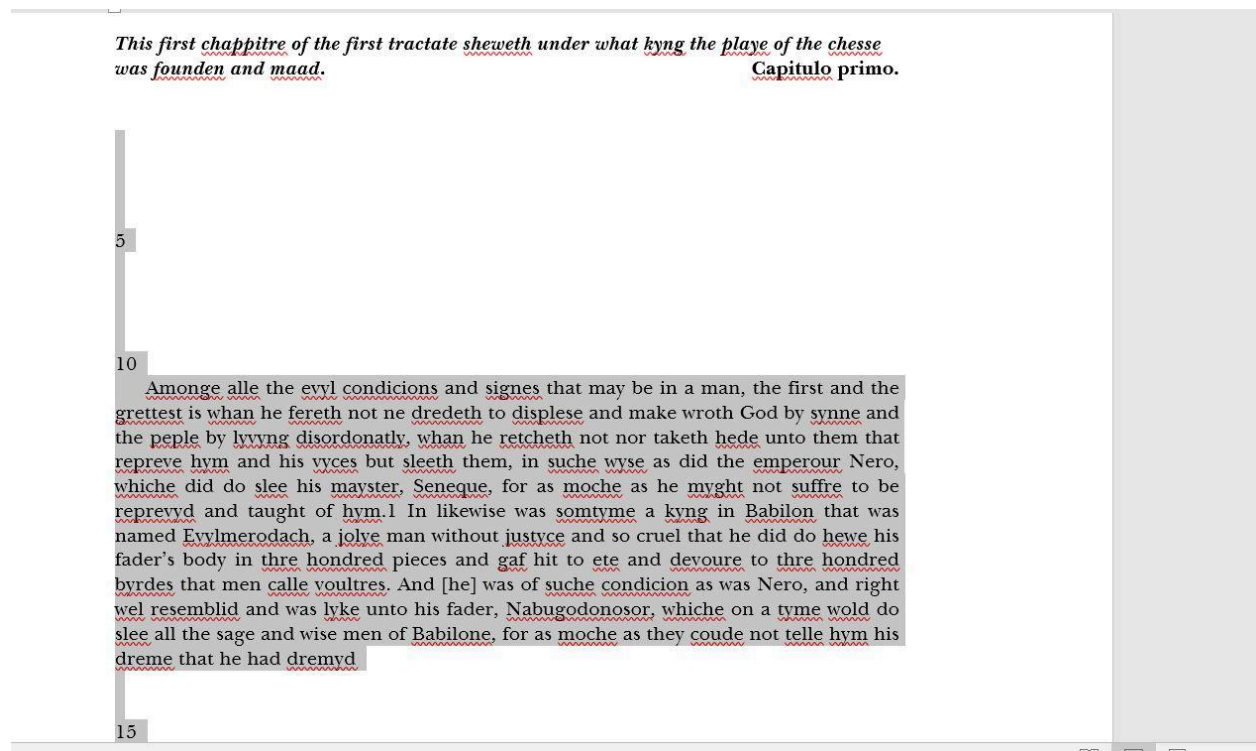 This first chappitre of the first tractate sheweth under what kyng the playe of the chesse
was founden and maad. Capitulo primo.
5
10
Amonge alle the evyl condicions and signes that may be in a man, the first and the
grettest is whan he fereth not ne dredeth to displese and make wroth God by synne and
the peple by lyvyng disordonatly, whan he retcheth not nor taketh hede unto them that
repreve hym and his vyces but sleeth them, in suche wyse as did the emperour Nero,
whiche did do slee his mayster, Seneque, for as moche as he myght not suffre to be
reprevyd and taught of hym.1 In likewise was somtyme a kyng in Babilon that was
named Evylmerodach, a jolye man without justyce and so cruel that he did do hewe his
fader’s body in thre hondred pieces and gaf hit to ete and devoure to thre hondred
byrdes that men calle voultres. And [he] was of suche condicion as was Nero, and right
wel resemblid and was lyke unto his fader, Nabugodonosor, whiche on a tyme wold do
slee all the sage and wise men of Babilone, for as moche as they coude not telle hym his
dreme that he had dremyd
15